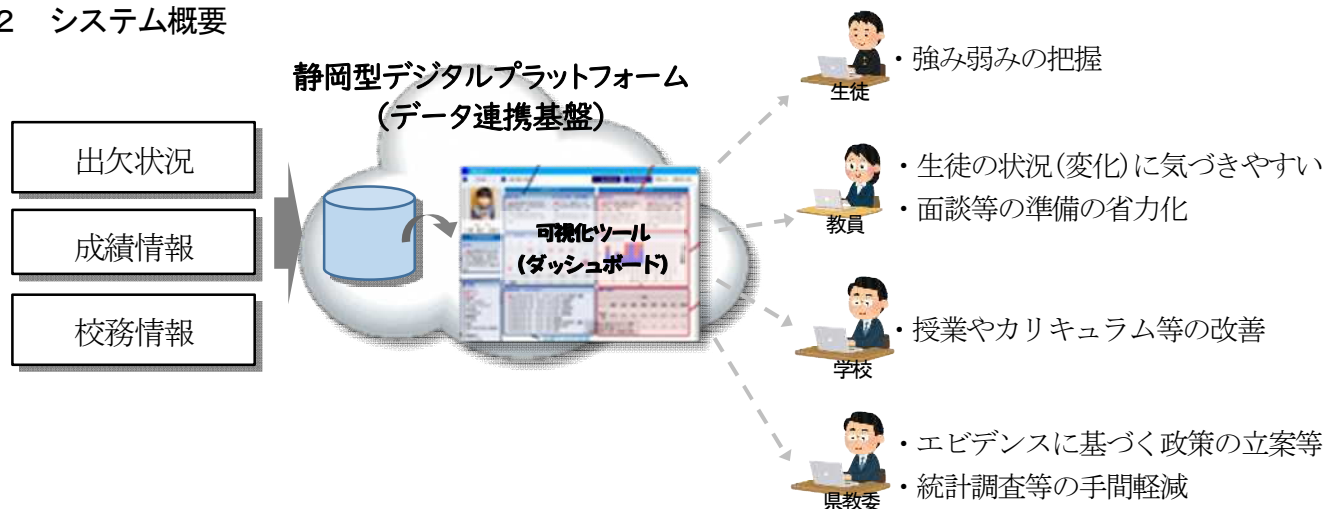 2　システム概要
静岡型デジタルプラットフォーム
（データ連携基盤）
出欠状況
成績情報
校務情報
可視化ツール
（ダッシュボード）
生徒
・強み弱みの把握
教員
・生徒の状況（変化）に気づきやすい
・面談等の準備の省力化
学校
・授業やカリキュラム等の改善
県教委
・エビデンスに基づく政策の立案等
・統計調査等の手間軽減